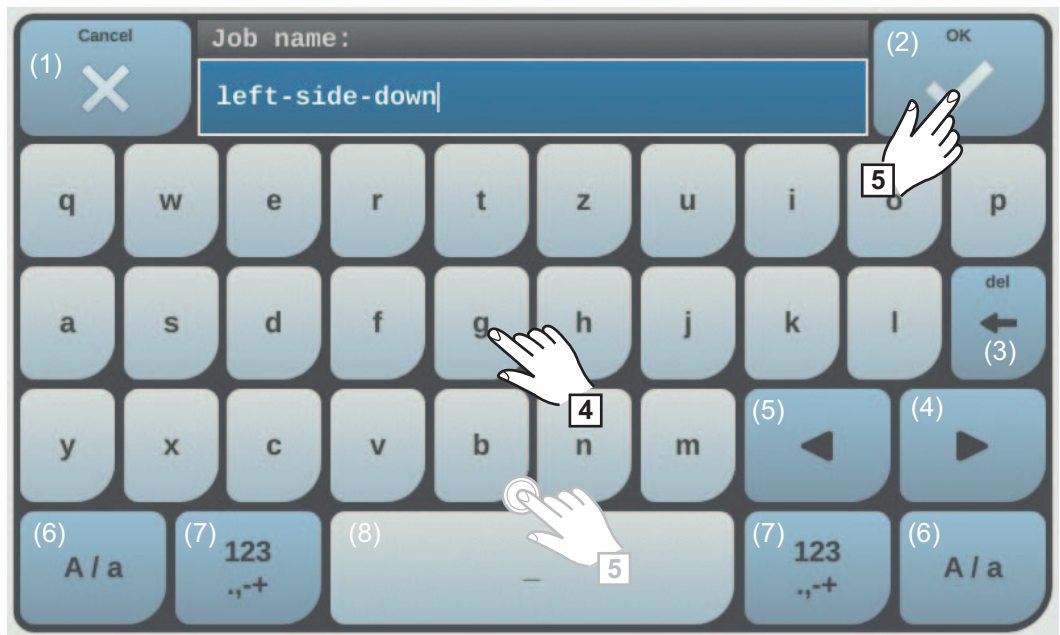 Cancel
(1)
Job name:
left-side-down
(2) OK
q w e r t z u i o p
5
a s d f g h j k l
del
(3)
4
y x c v b n m
(5) (4)
(6) A / a
(7) 123
.,-+
(8) _
5
(7) 123
.,-+
(6) A / a